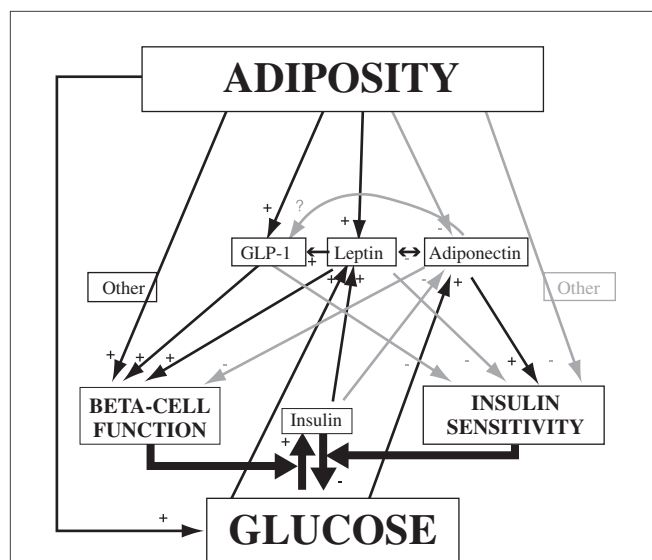 ADIPOSITY
+
+
?
-
GLP-1
Leptin
Adiponectin
+
-
+
+
-
+
Other
Other
+
+
+
-
-
-
+
-
BETA-CELL
FUNCTION
Insulin
INSULIN
SENSITIVITY
+
-
+
GLUCOSE